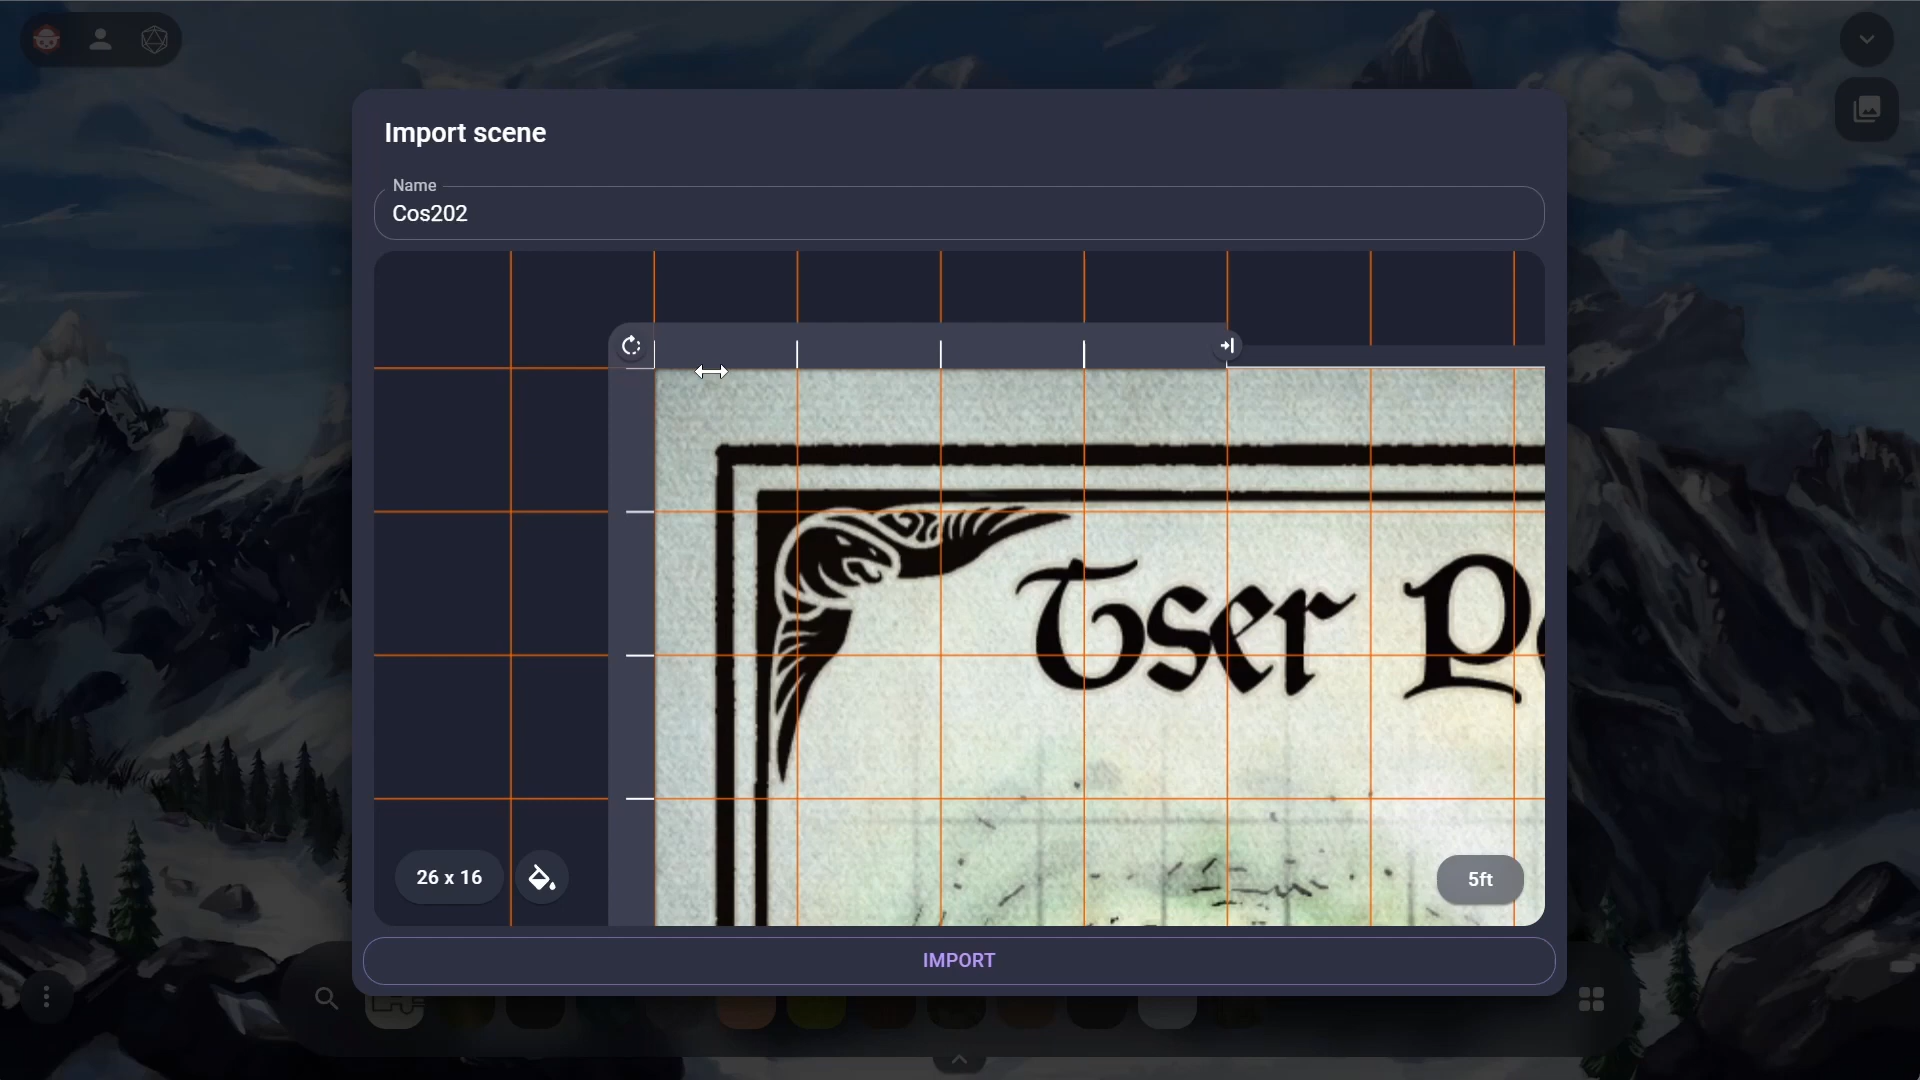 Import scene
Name
Cos202
Tser
26 x 16
5ft
IMPORT